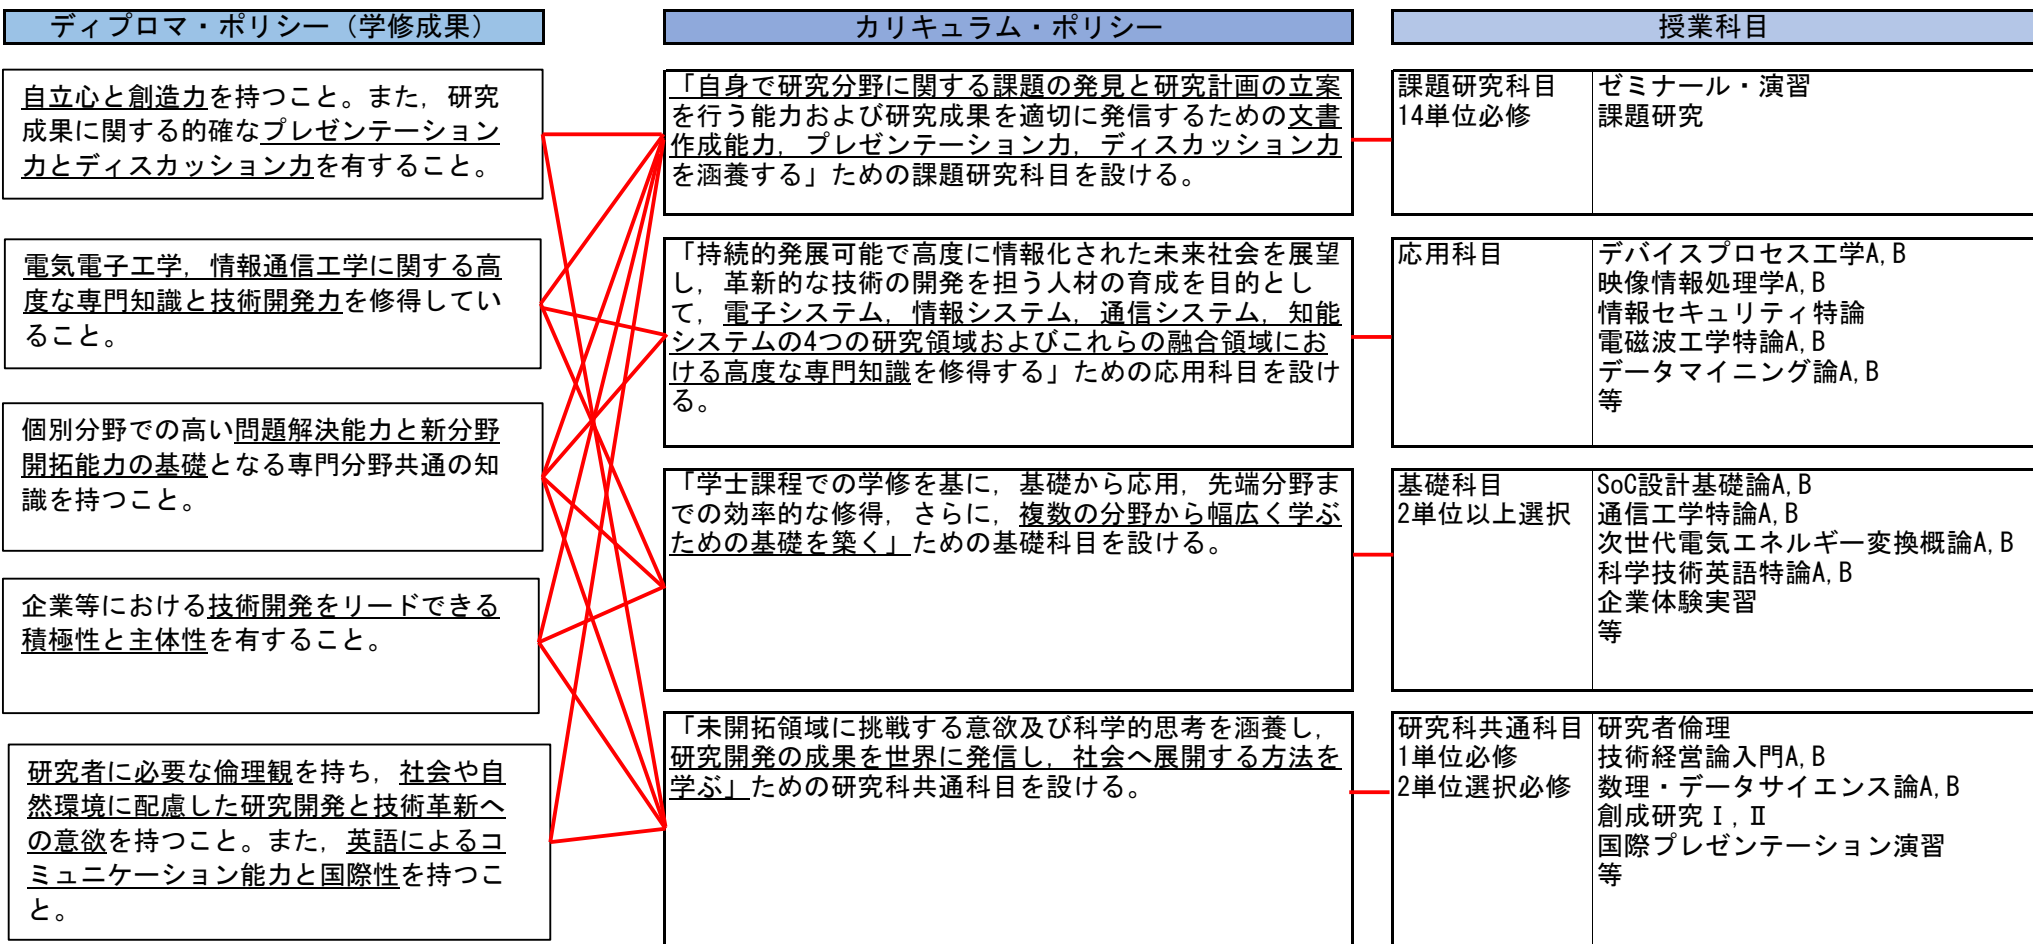 ディプロマ・ポリシー（学修成果）
自立心と創造力を持つこと。また，研究
成果に関する的確なプレゼンテーション
力とディスカッション力を有すること。
電気電子工学，情報通信工学に関する高
度な専門知識と技術開発力を修得してい
ること。
個別分野での高い問題解決能力と新分野
開拓能力の基礎となる専門分野共通の知
識を持つこと。
企業等における技術開発をリードできる
積極性と主体性を有すること。
研究者に必要な倫理観を持ち，社会や自
然環境に配慮した研究開発と技術革新へ
の意欲を持つこと。また，英語によるコ
ミュニケーション能力と国際性を持つこ
と。
カリキュラム・ポリシー
「自身で研究分野に関する課題の発見と研究計画の立案
を行う能力および研究成果を適切に発信するための文書
作成能力，プレゼンテーション力，ディスカッション力
を涵養する」ための課題研究科目を設ける。
「持続的発展可能で高度に情報化された未来社会を展望
し，革新的な技術の開発を担う人材の育成を目的とし
て，電子システム，情報システム，通信システム，知能
システムの4つの研究領域およびこれらの融合領域にお
ける高度な専門知識を修得する」ための応用科目を設け
る。
「学士課程での学修を基に，基礎から応用，先端分野ま
での効率的な修得，さらに，複数の分野から幅広く学ぶ
ための基礎を築く」ための基礎科目を設ける。
「未開拓領域に挑戦する意欲及び科学的思考を涵養し，
研究開発の成果を世界に発信し，社会へ展開する方法を
学ぶ」ための研究科共通科目を設ける。
授業科目
課題研究科目
14単位必修
ゼミナール・演習
課題研究
応用科目
デバイスプロセス工学A,B
映像情報処理学A,B
情報セキュリティ特論
電磁波工学特論A,B
データマイニング論A,B
等
基礎科目
2単位以上選択
SoC設計基礎論A,B
通信工学特論A,B
次世代電気エネルギー変換概論A,B
科学技術英語特論A,B
企業体験実習
等
研究科共通科目
1単位必修
2単位選択必修
研究者倫理
技術経営論入門A,B
数理・データサイエンス論A,B
創成研究Ⅰ,Ⅱ
国際プレゼンテーション演習
等